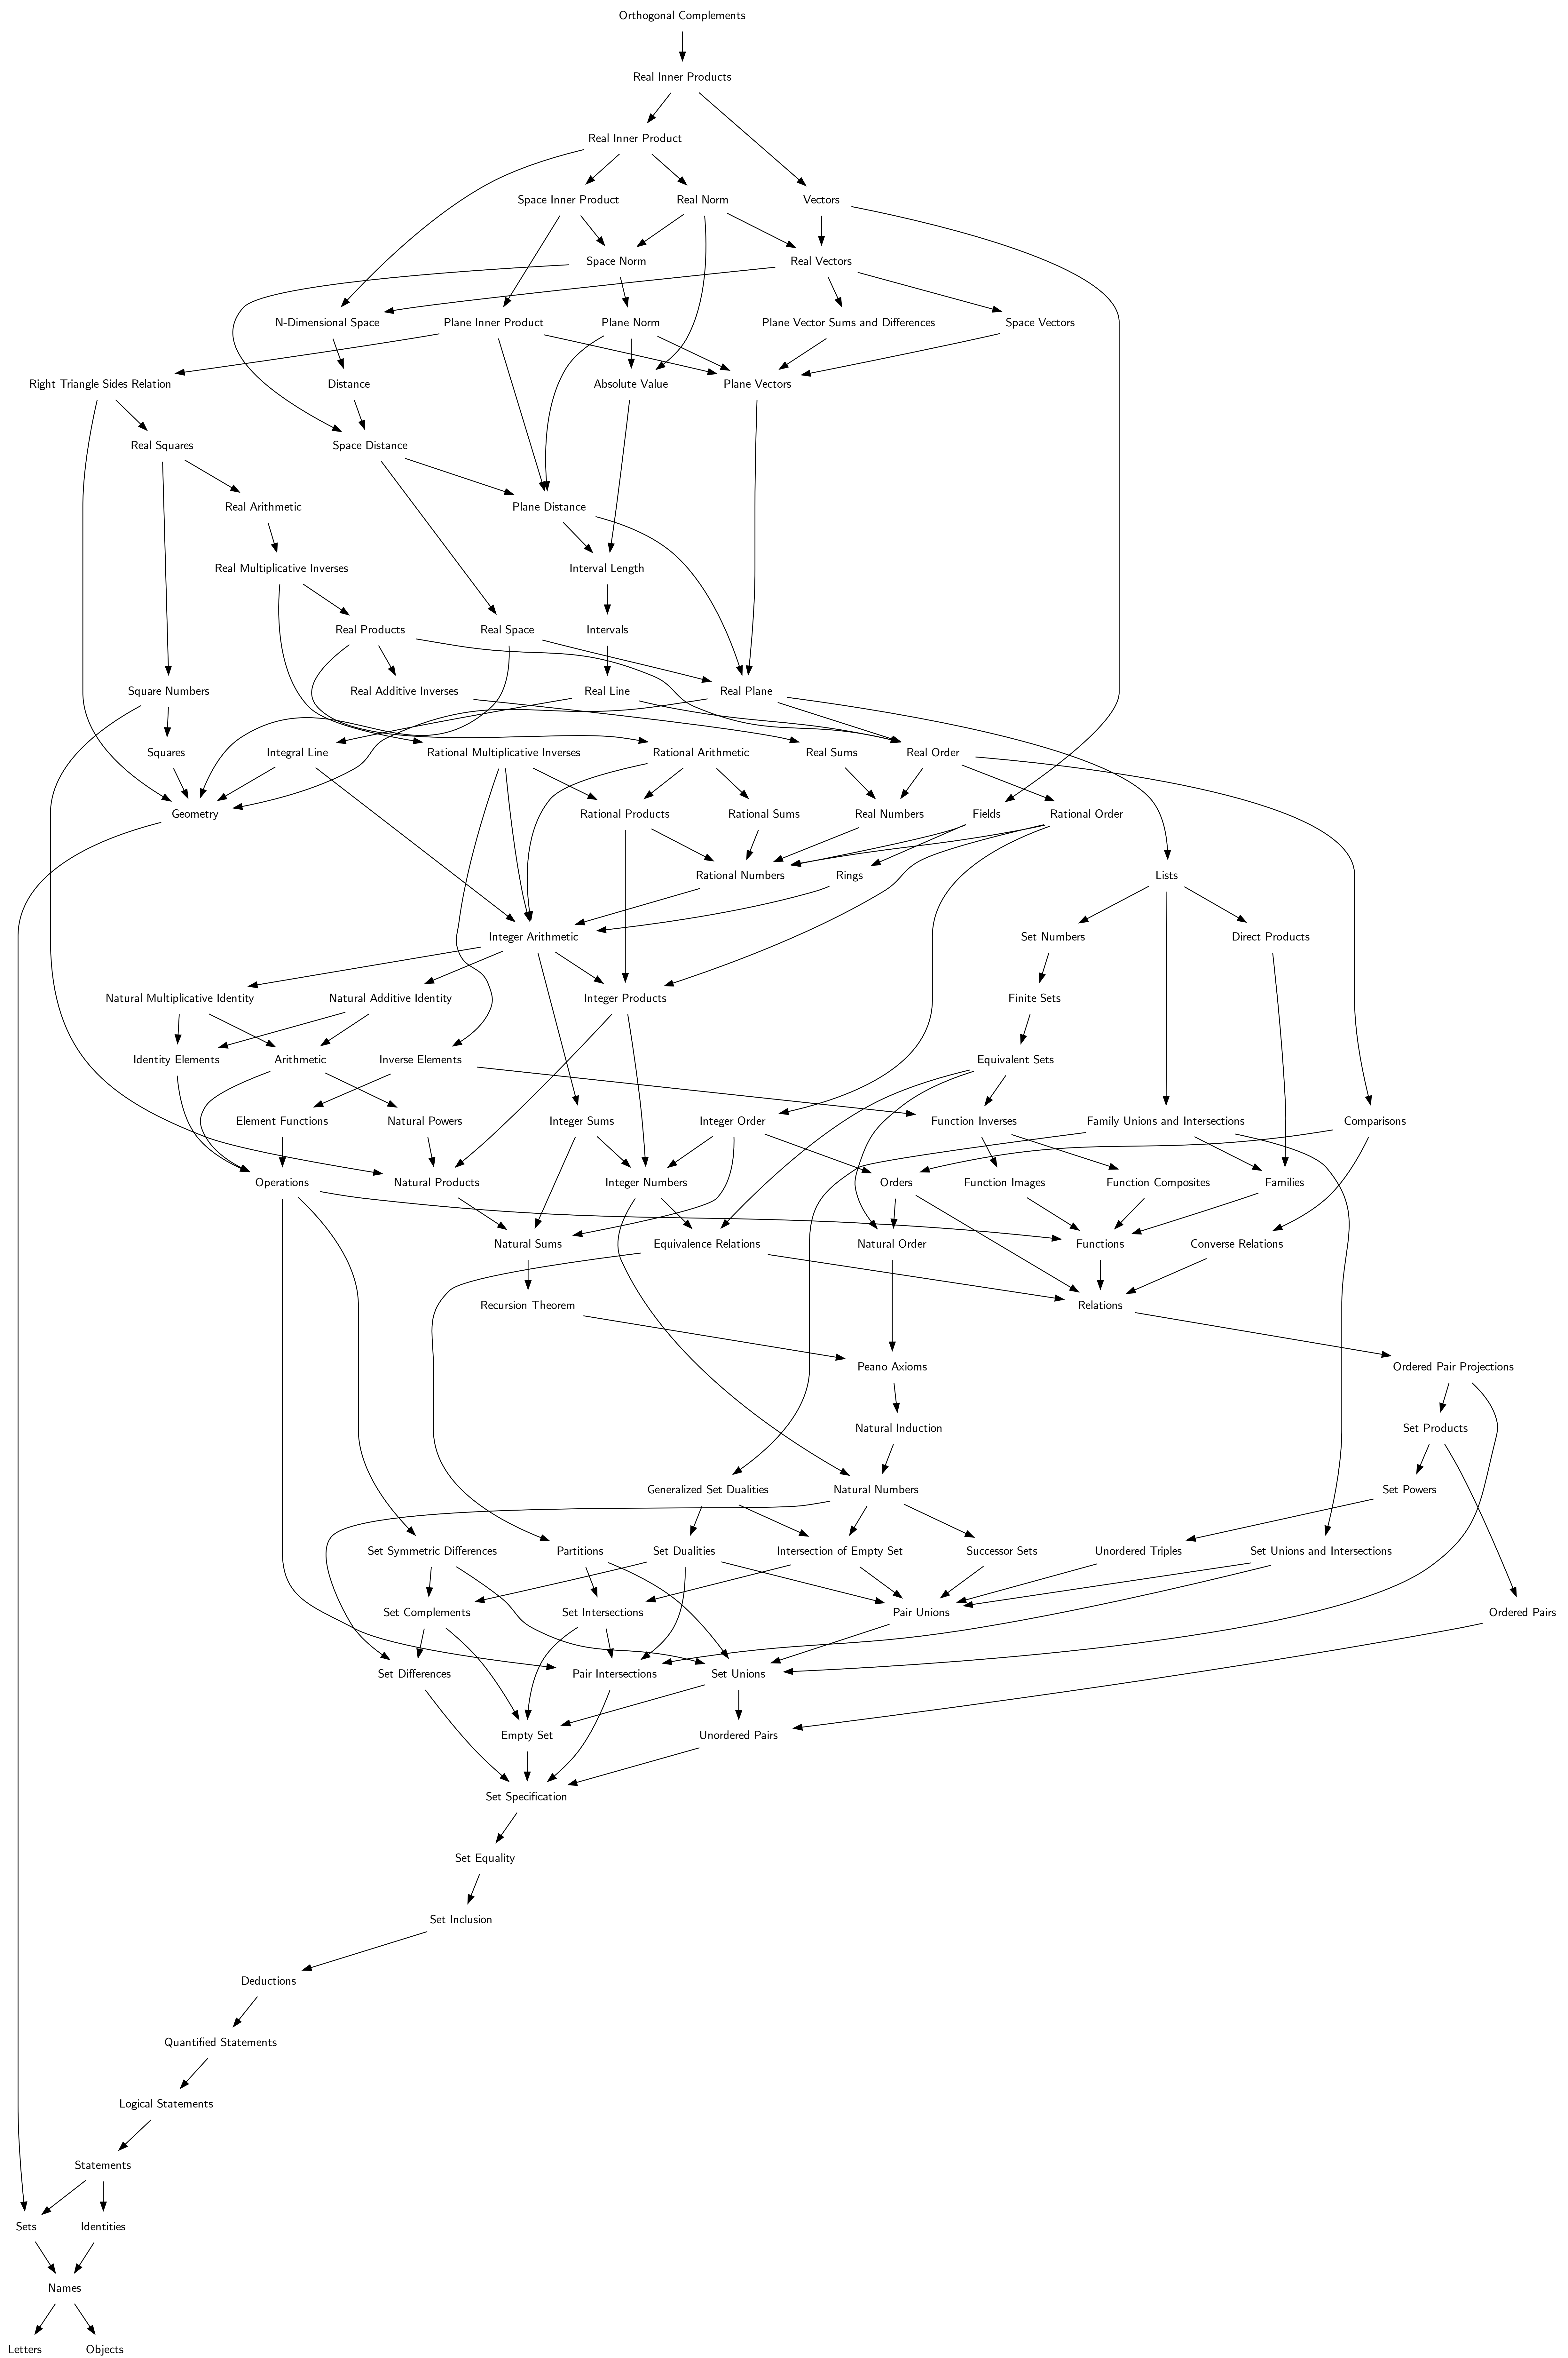 Orthogonal Complements
Real Inner Products
Real Inner Product
Space Inner Product
Real Norm
Vectors
Space Norm
Real Vectors
N-Dimensional Space
Plane Inner Product
Plane Norm
Plane Vector Sums and Differences
Space Vectors
Right Triangle Sides Relation
Distance
Absolute Value
Plane Vectors
Real Squares
Space Distance
Real Arithmetic
Plane Distance
Real Multiplicative Inverses
Interval Length
Real Products
Real Space
Intervals
Square Numbers
Real Additive Inverses
Real Line
Real Plane
Squares
Integral Line
Rational Multiplicative Inverses
Rational Arithmetic
Real Sums
Real Order
Geometry
Rational Products
Rational Sums
Real Numbers
Fields
Rational Order
Rational Numbers
Rings
Lists
Integer Arithmetic
Set Numbers
Direct Products
Natural Multiplicative Identity
Natural Additive Identity
Integer Products
Finite Sets
Identity Elements
Arithmetic
Inverse Elements
Equivalent Sets
Element Functions
Natural Powers
Integer Sums
Integer Order
Function Inverses
Family Unions and Intersections
Comparisons
Operations
Natural Products
Integer Numbers
Orders
Function Images
Function Composites
Families
Natural Sums
Equivalence Relations
Natural Order
Functions
Converse Relations
Recursion Theorem
Relations
Peano Axioms
Ordered Pair Projections
Natural Induction
Set Products
Generalized Set Dualities
Natural Numbers
Set Powers
Set Symmetric Differences
Partitions
Set Dualities
Intersection of Empty Set
Successor Sets
Unordered Triples
Set Unions and Intersections
Set Complements
Set Intersections
Pair Unions
Ordered Pairs
Set Differences
Pair Intersections
Set Unions
Empty Set
Unordered Pairs
Set Specification
Set Equality
Set Inclusion
Deductions
Quantified Statements
Logical Statements
Statements
Sets
Identities
Names
Letters
Objects